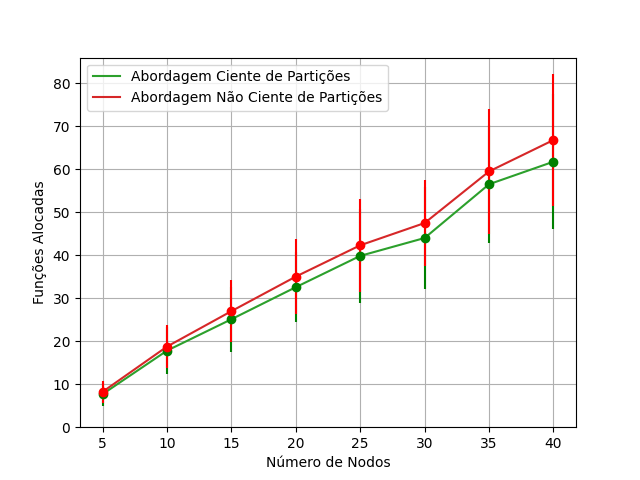 Abordagem Ciente de Partições
Abordagem Não Ciente de Partições
80
70
60
50
40
30
20
10
0
Funções Alocadas
5 10 15 20 25 30 35 40
Número de Nodos